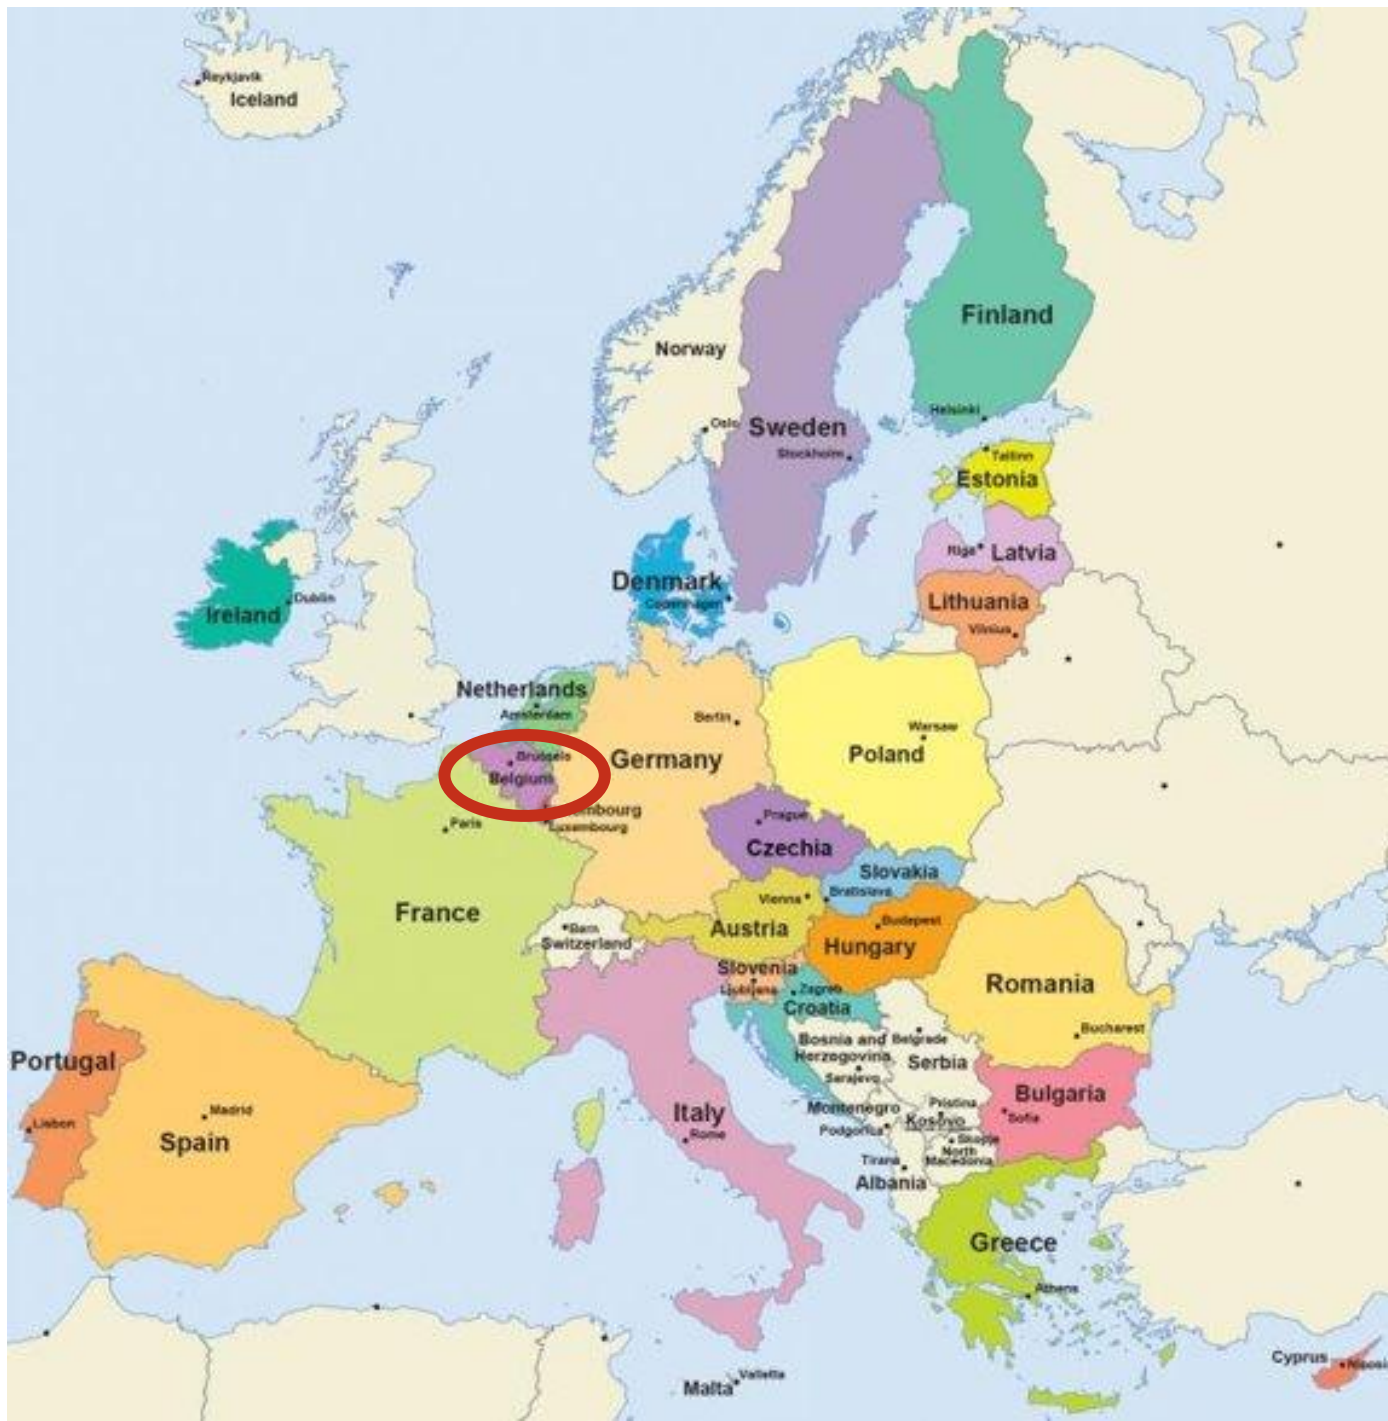 Reykjavik
Iceland
Finland
Norway
Helsinki
Oslo
Sweden
Stockholm
Tallinn
Estonia
Riga
Latvia
Denmark
Copenhagen
Lithuania
Vilnius
Dublin
Ireland
Netherlands
Amsterdam
Berlin
Warsaw
Poland
Germany
Brussels
Belgium
mbourg
Luxembourg
Paris
Prague
Czechia
Slovakia
Bratislava
Vienna
France
Austria
Budapest
Hungary
Bern
Switzerland
Slovenia
Ljubljana
Zagreb
Croatia
Romania
Bucharest
Bosnia and
Herzegovina
Sarajevo
Belgrade
Serbia
Portugal
Lisbon
Madrid
Spain
Italy
Rome
Montenegro
Podgorica
Pristina
Kosovo
Bulgaria
Sofia
Skopje
North
Macedonia
Tirana
Albania
Greece
Athens
Malta
Valletta
Cyprus
Nicosi